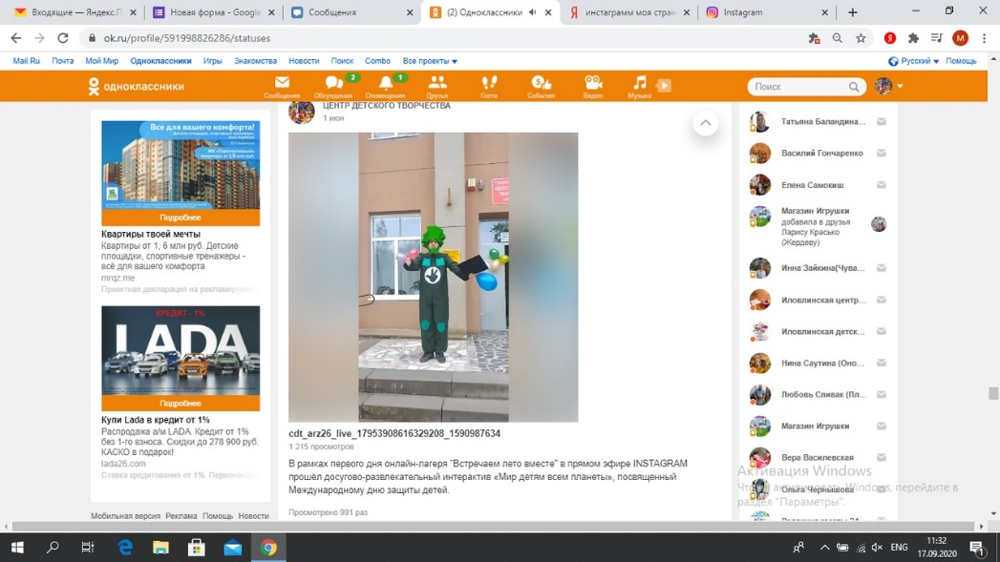 (2) Одноклассники
Входящие — Яндекс.П
Новая форма - Google
Сообщения
инстаграмм моя стран
Instagram
ok.ru/profile/591998826286/statuses
Mail.Ru Почта Мой Мир Одноклассники Игры Знакомства Новости Поиск Combo Все проекты
Русский Помощь
одноклассники
2 1
Сообщения Обсуждения Оповещения Друзья Гости События Видео Музыка
Поиск
ЦЕНТР ДЕТСКОГО ТВОРЧЕСТВА
1 июн
Все для вашего комфорта!
Подробнее
Квартиры твоей мечты
Квартиры от 1, 6 млн руб. Детские
площадки, спортивные тренажеры -
всё для вашего комфорта
mrqz.me
Проектная декларация на рекламируем
КРЕДИТ - 1%
LADA
Подробнее
Купи Lada в кредит от 1%
Распродажа а/м LADA. Кредит от 1%
без 1-го взноса. Скидки до 278 900 руб.
КАСКО в подарок!
lada26.com
Ставка кредитования от 1%.
Мобильная версия Реклама Помощь Новости
cdt_arz26_live_17953908616329208_1590987634
1 215 просмотров
В рамках первого дня онлайн-лагеря "Встречаем лето вместе" в прямом эфире INSTAGRAM
прошёл досугово-развлекательный интерактив «Мир детям всем планеты», посвященный
Международному дню защиты детей.
Просмотрено 991 раз
Татьяна Баландина...
Василий Гончаренко
Елена Самокиш
Магазин Игрушки
добавила в друзья
Ларису Красько
(Жердеву)
Инна Зайкина(Чува...
Иловлинская центр...
Иловлинская детск...
Нина Саутина (Оно...
Любовь Спивак (Пл...
Магазин Игрушки
Вера Василевская
Ольга Чернышова
Активация Windows
Windows, перейдите в
раздел "Параметры".
ENG
11:32
17.09.2020
1